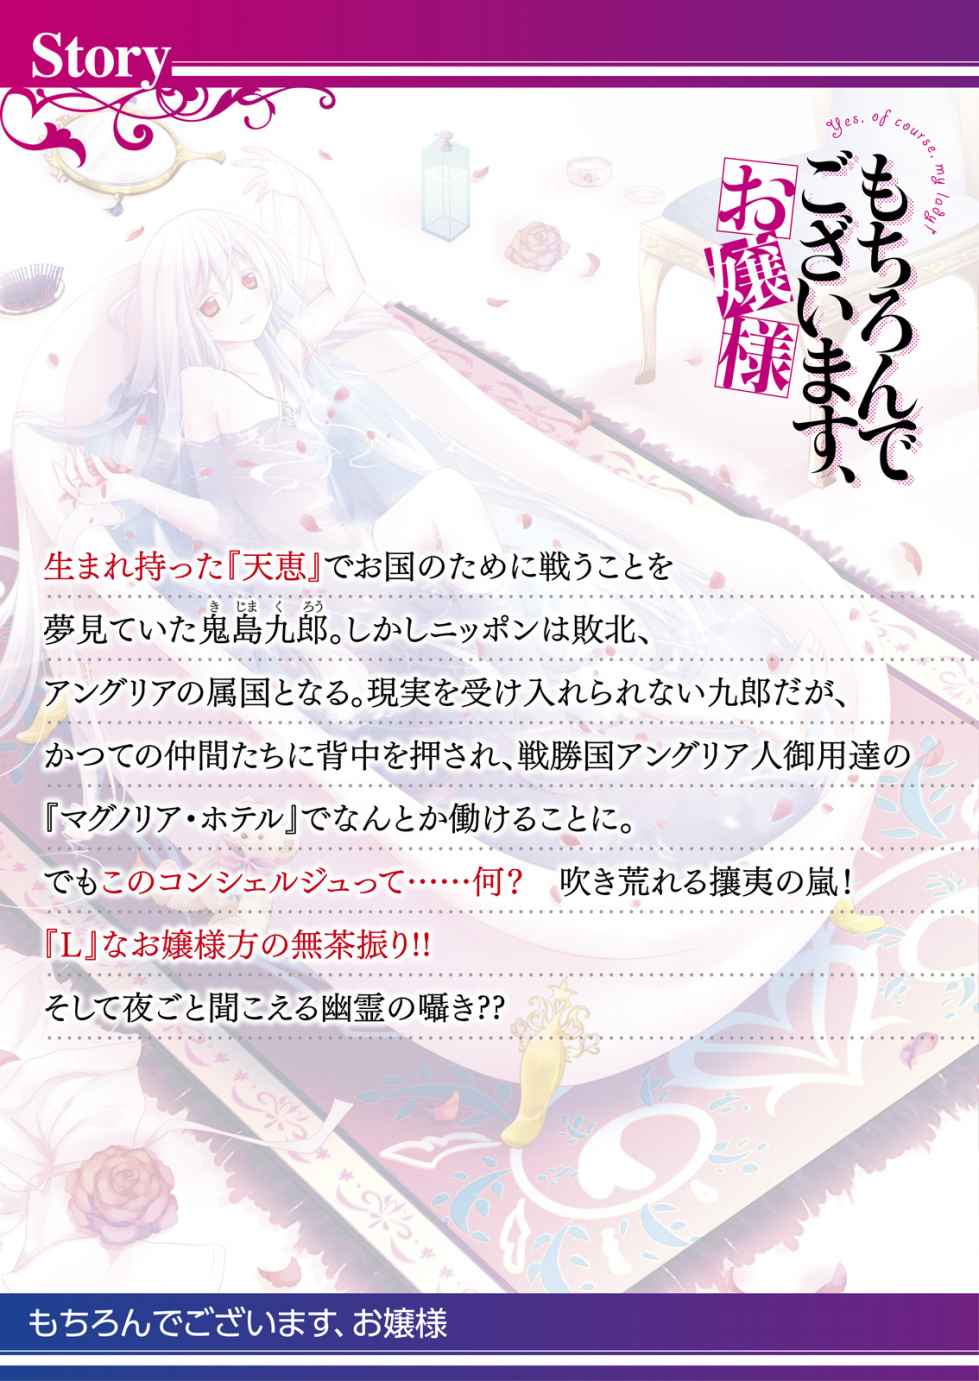 Story
Yes, of course, my lady!
もちろんで
ございます、
お嬢様
生まれ持った『天恵』でお国のために戦うことを
夢見ていた鬼島九郎。しかしニッポンは敗北、
き じま く ろう
アングリアの属国となる。現実を受け入れられない九郎だが、
かつての仲間たちに背中を押され、戦勝国アングリア人御用達の
『マグノリア・ホテル』でなんとか働けることに。
でもこのコンシェルジュって……何？　吹き荒れる攘夷の嵐！
『L』なお嬢様方の無茶振り!!
そして夜ごと聞こえる幽霊の囁き??
もちろんでございます、お嬢様